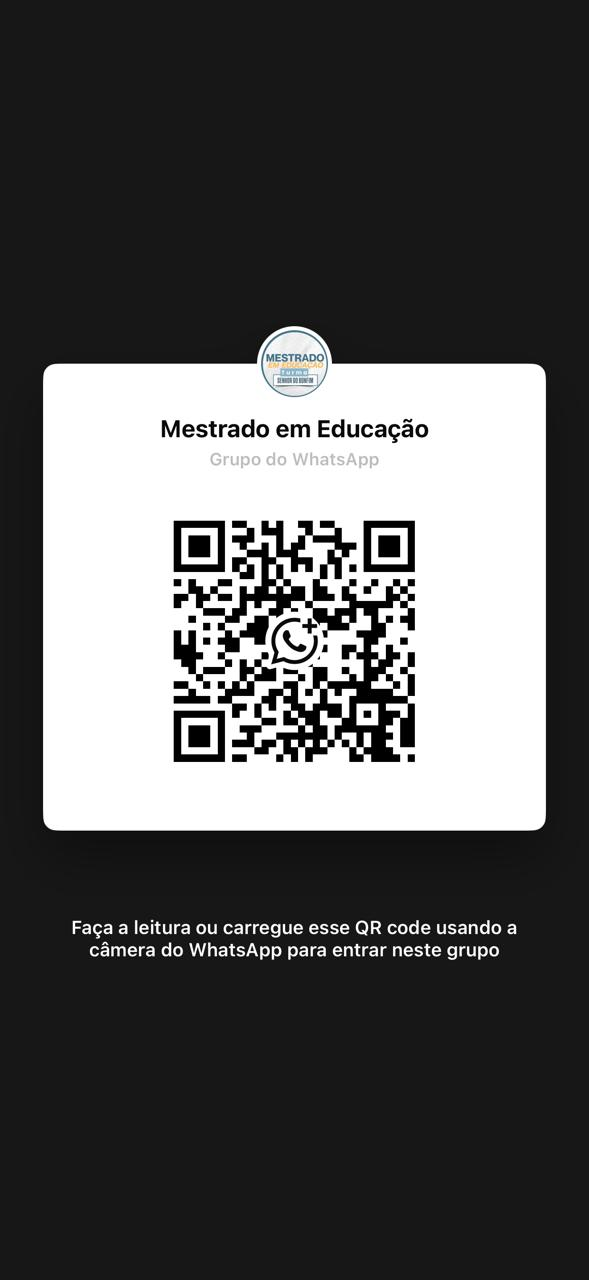 MESTRADO
EM EDUCAÇÃO
Turma
SENHOR DO BONFIM
Mestrado em Educação
Grupo do WhatsApp
Faça a leitura ou carregue esse QR code usando a
câmera do WhatsApp para entrar neste grupo